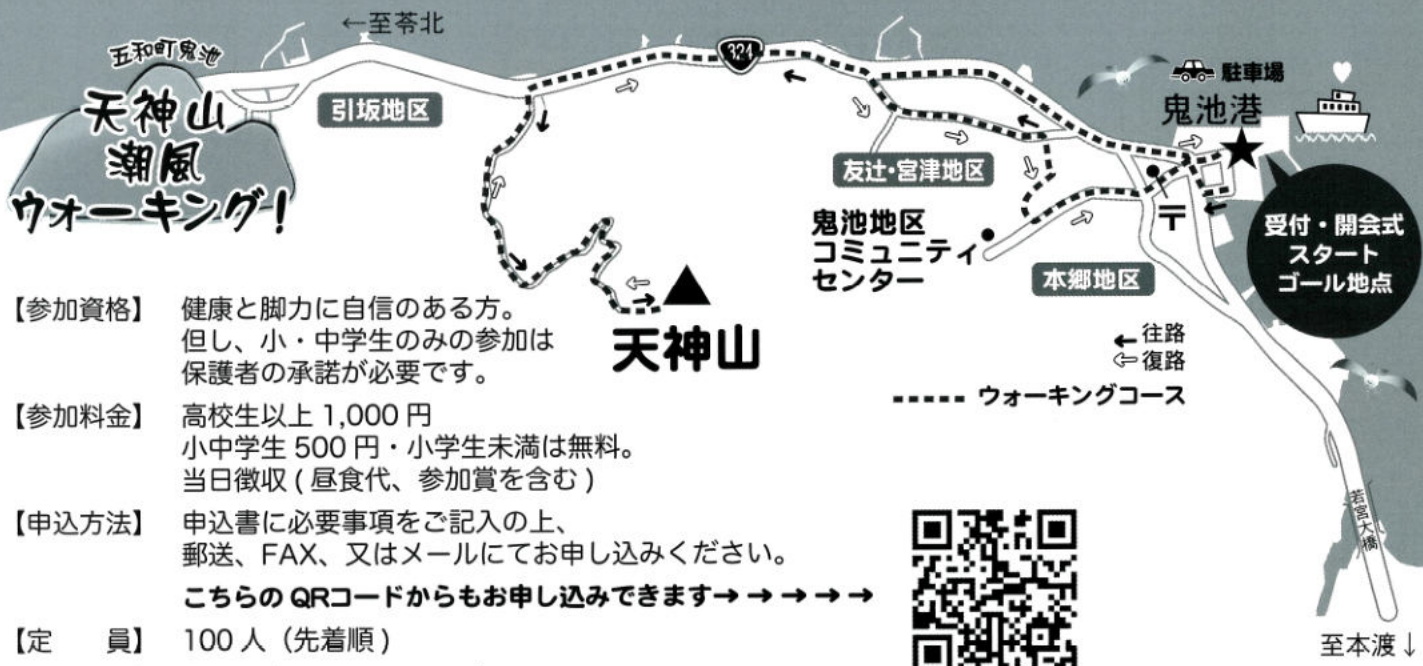 ←至苓北
五和町鬼池
天神山
潮風
ウォーキング!
引坂地区
324
友辻・宮津地区
鬼池地区
コミュニティ
センター
本郷地区
駐車場
鬼池港
〒
受付・開会式
スタート
ゴール地点
天神山
←往路
⇦復路
ウォーキングコース
若宮大橋
至本渡↓
【参加資格】 健康と脚力に自信のある方。
但し、小・中学生のみの参加は
保護者の承諾が必要です。
【参加料金】 高校生以上 1,000 円
小中学生 500 円・小学生未満は無料。
当日徴収 ( 昼食代、参加賞を含む )
【申込方法】 申込書に必要事項をご記入の上、
郵送、FAX、又はメールにてお申し込みください。
こちらの QRコードからもお申し込みできます→→→→→
【定　　員】 100 人（先着順 )